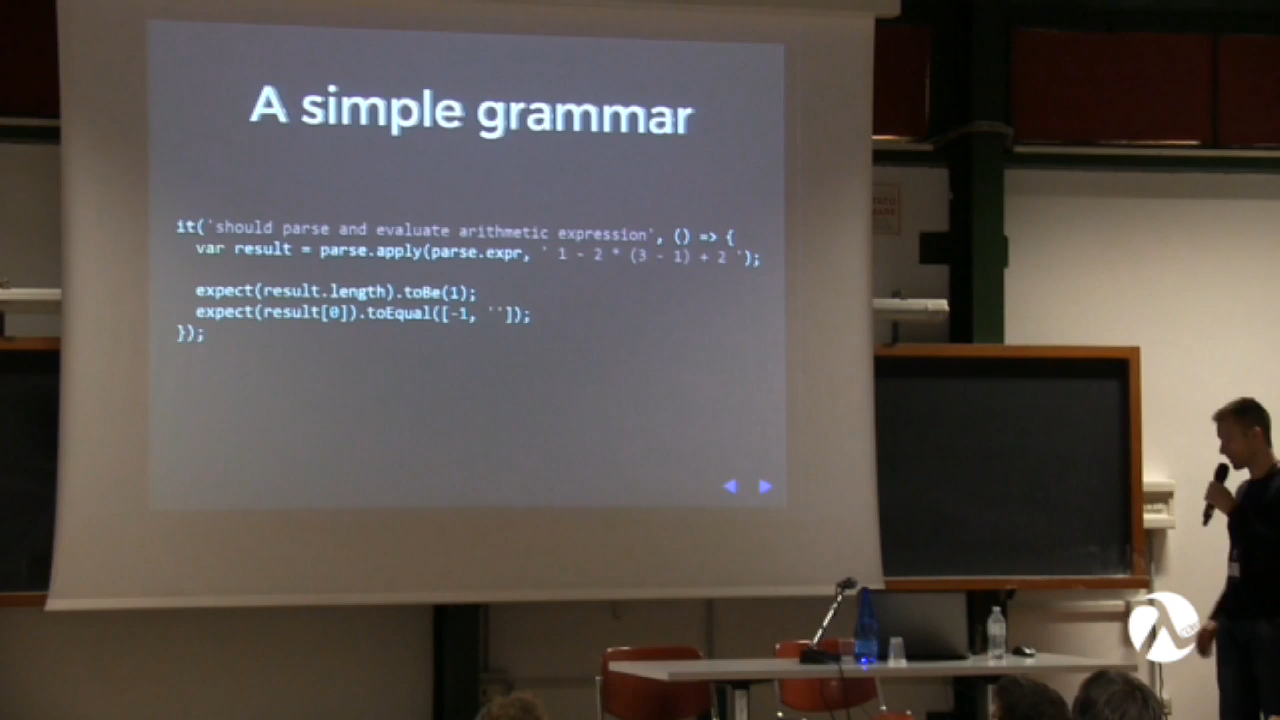 A simple grammar
it('should parse and evaluate arithmetic expression', () => {
var result = parse.apply(parse.expr, ' 1 - 2 * (3 - 1) + 2 ');
expect(result.length).toBe(1);
expect(result[0]).toEqual([-1, '']);
});